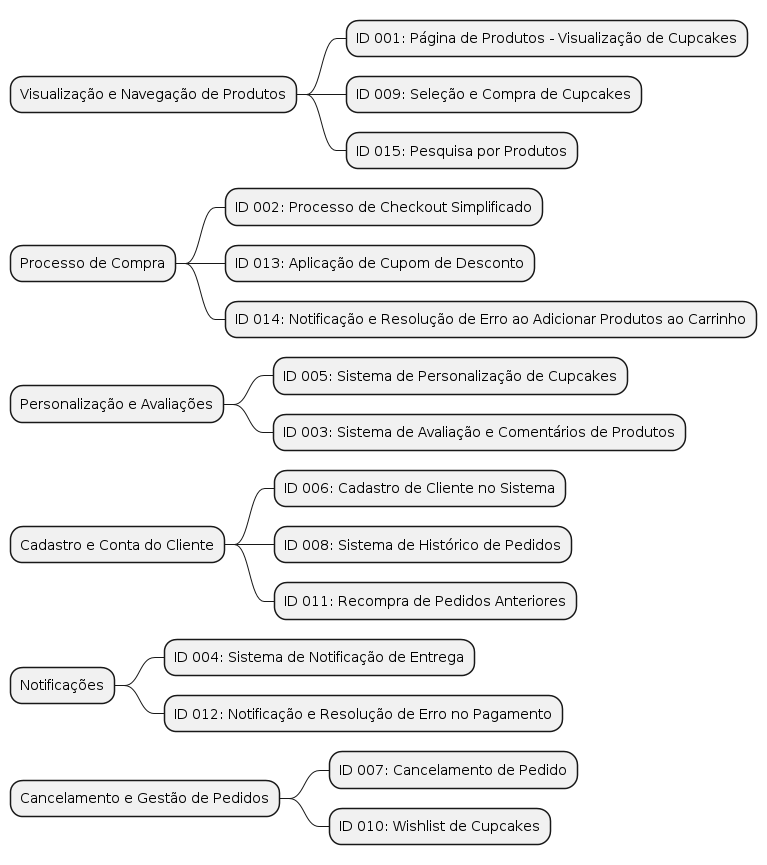 Visualização e Navegação de Produtos
ID 001: Página de Produtos - Visualização de Cupcakes
ID 009: Seleção e Compra de Cupcakes
ID 015: Pesquisa por Produtos
Processo de Compra
ID 002: Processo de Checkout Simplificado
ID 013: Aplicação de Cupom de Desconto
ID 014: Notificação e Resolução de Erro ao Adicionar Produtos ao Carrinho
Personalização e Avaliações
ID 005: Sistema de Personalização de Cupcakes
ID 003: Sistema de Avaliação e Comentários de Produtos
Cadastro e Conta do Cliente
ID 006: Cadastro de Cliente no Sistema
ID 008: Sistema de Histórico de Pedidos
ID 011: Recompra de Pedidos Anteriores
Notificações
ID 004: Sistema de Notificação de Entrega
ID 012: Notificação e Resolução de Erro no Pagamento
Cancelamento e Gestão de Pedidos
ID 007: Cancelamento de Pedido
ID 010: Wishlist de Cupcakes